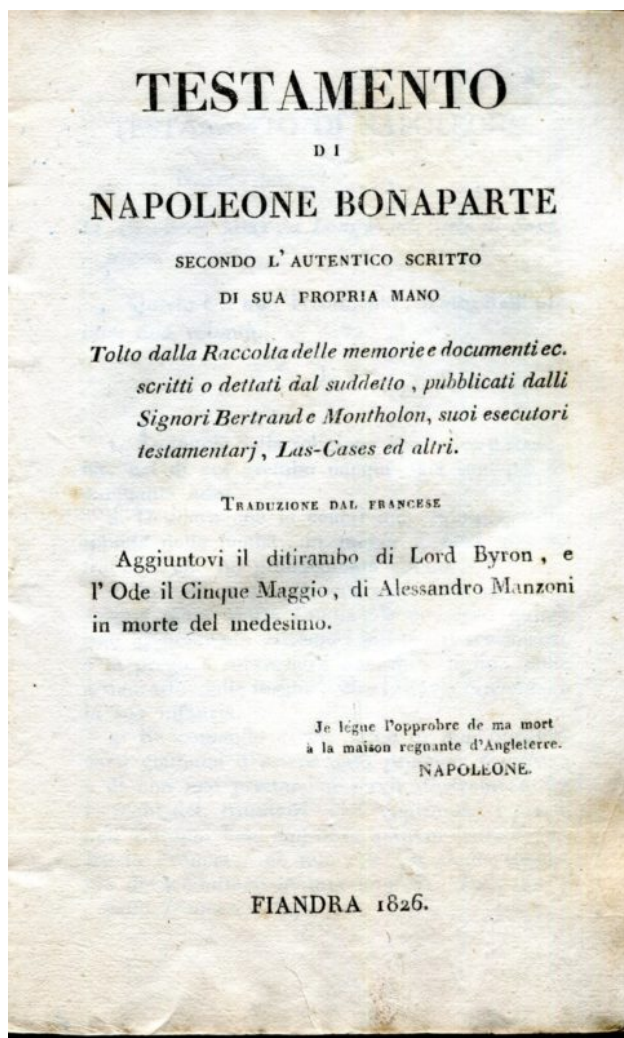 TESTAMENTO
DI
NAPOLEONE BONAPARTE
SECONDO L' AUTENTICO SCRITTO
DI SUA PROPRIA MANO
Tolto dalla Raccolta delle memorie e documenti ec.
scritti o dettati dal suddetto, pubblicati dalli
Signori Bertrand e Montholon, suoi esecutori
testamentarj, Las-Cases ed altri.
TRADUZIONE DAL FRANCESE
Aggiuntovi il ditirambo di Lord Byron, e
l' Ode il Cinque Maggio, di Alessandro Manzoni
in morte del medesimo.
Je légue l'opprobre de ma mort
à la maison regnante d'Angleterre.
NAPOLEONE.
FIANDRA 1826.